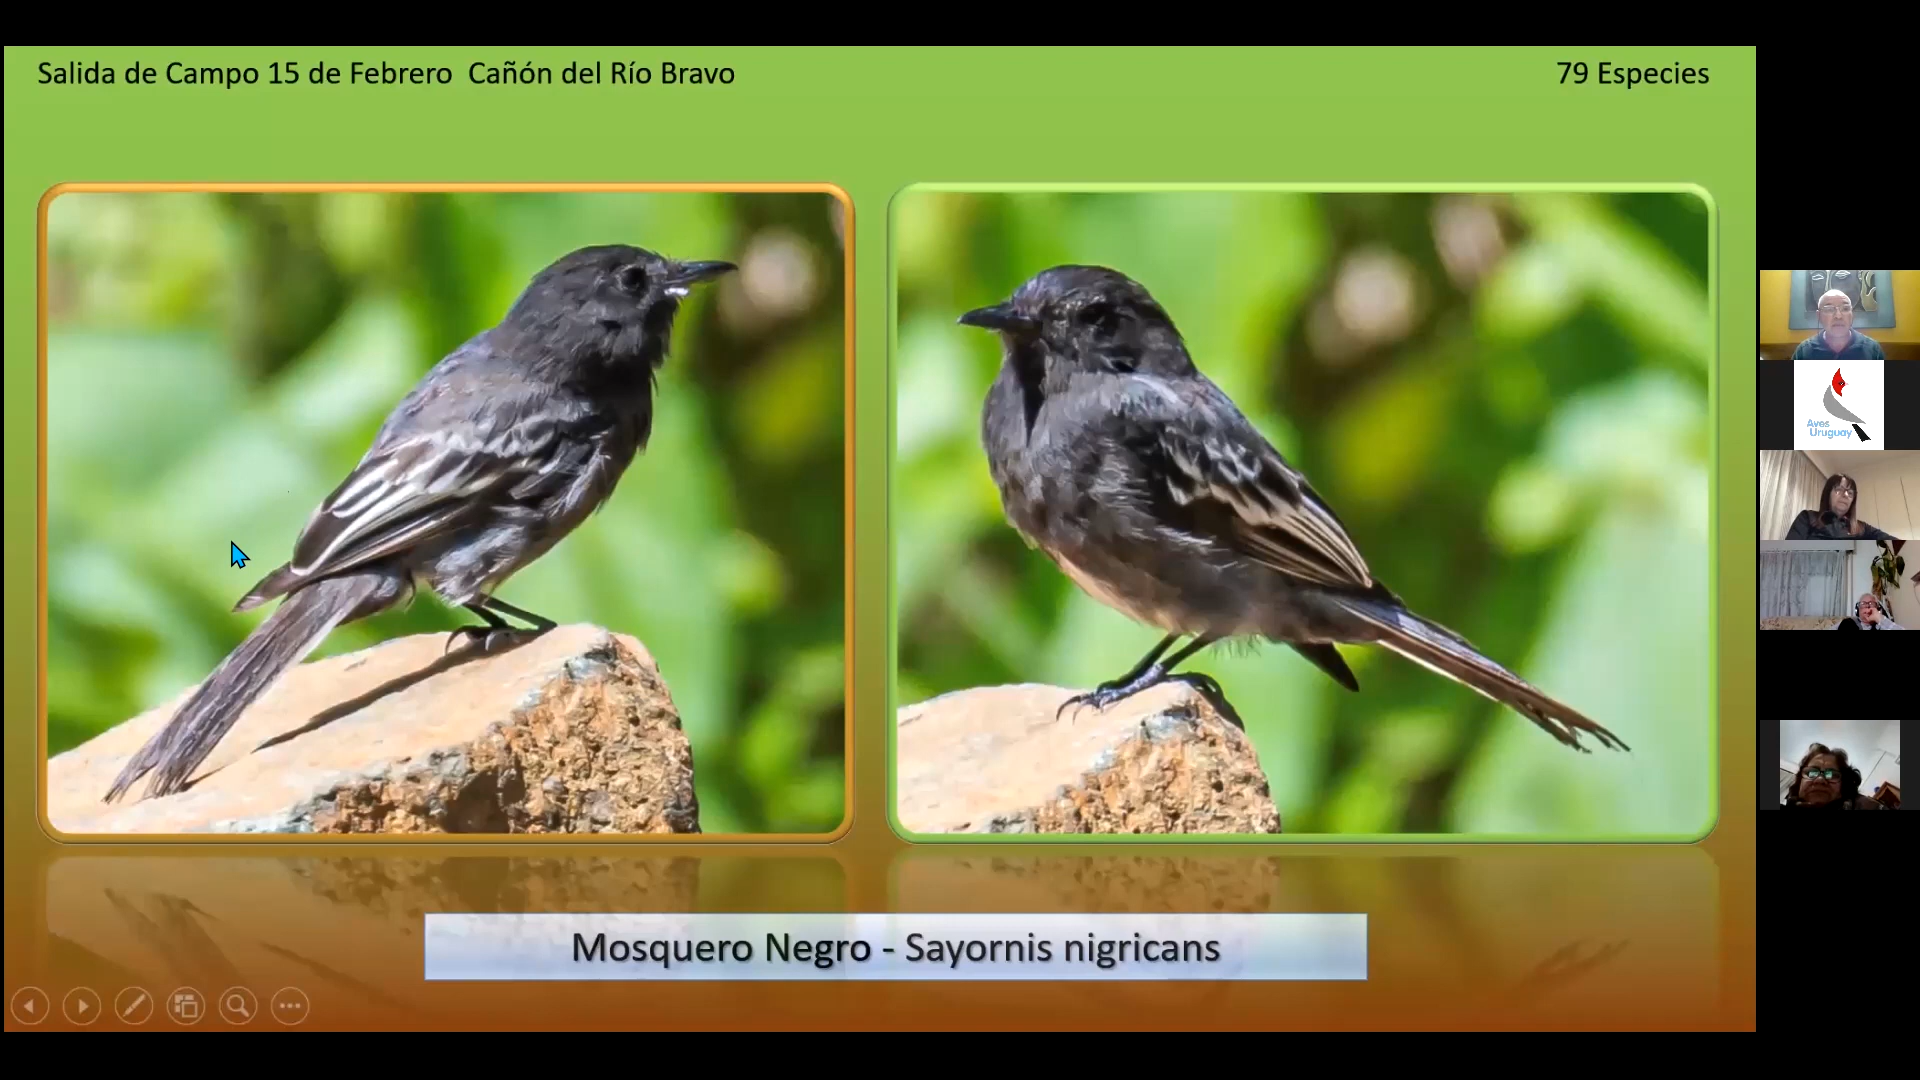 Salida de Campo 15 de Febrero  Cañón del Río Bravo
79 Especies
Mosquero Negro - Sayornis nigricans
Aves
Uruguay